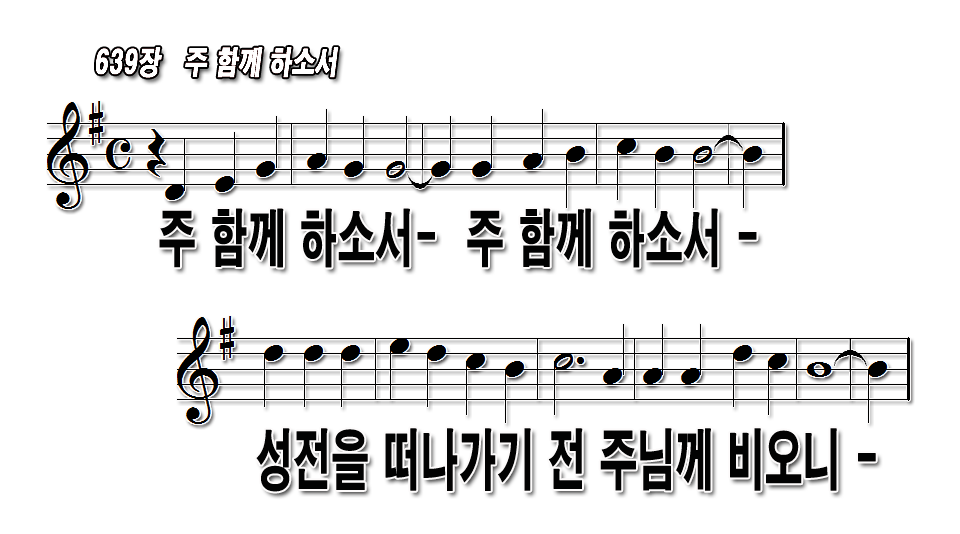 639장 주 함께 하소서
주 함께 하소서- 주 함께 하소서 -
성전을 떠나가기 전 주님께 비오니 -